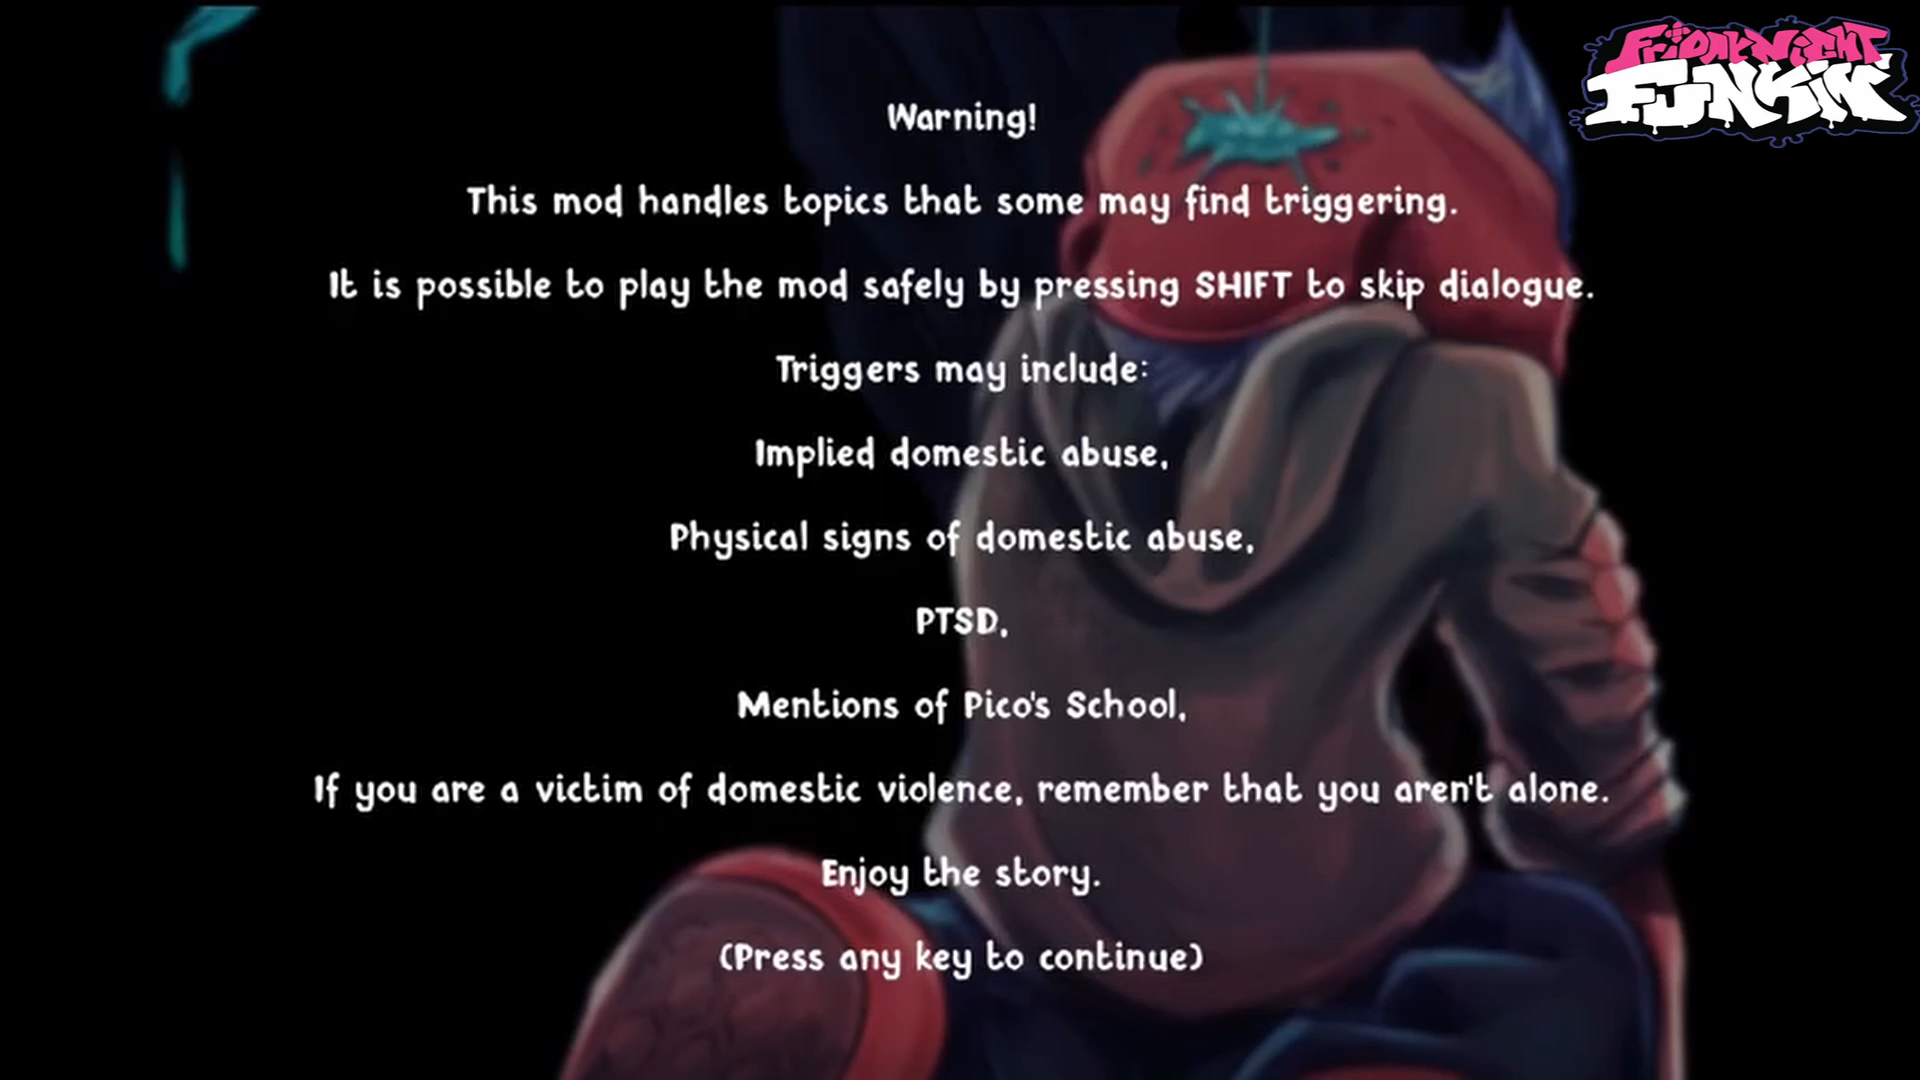 FRIDAY NIGHT
FUNKIN'
Warning!
This mod handles topics that some may find triggering.
It is possible to play the mod safely by pressing SHIFT to skip dialogue.
Triggers may include:
Implied domestic abuse,
Physical signs of domestic abuse,
PTSD,
Mentions of Pico's School,
If you are a victim of domestic violence, remember that you aren't alone.
Enjoy the story.
(Press any key to continue)